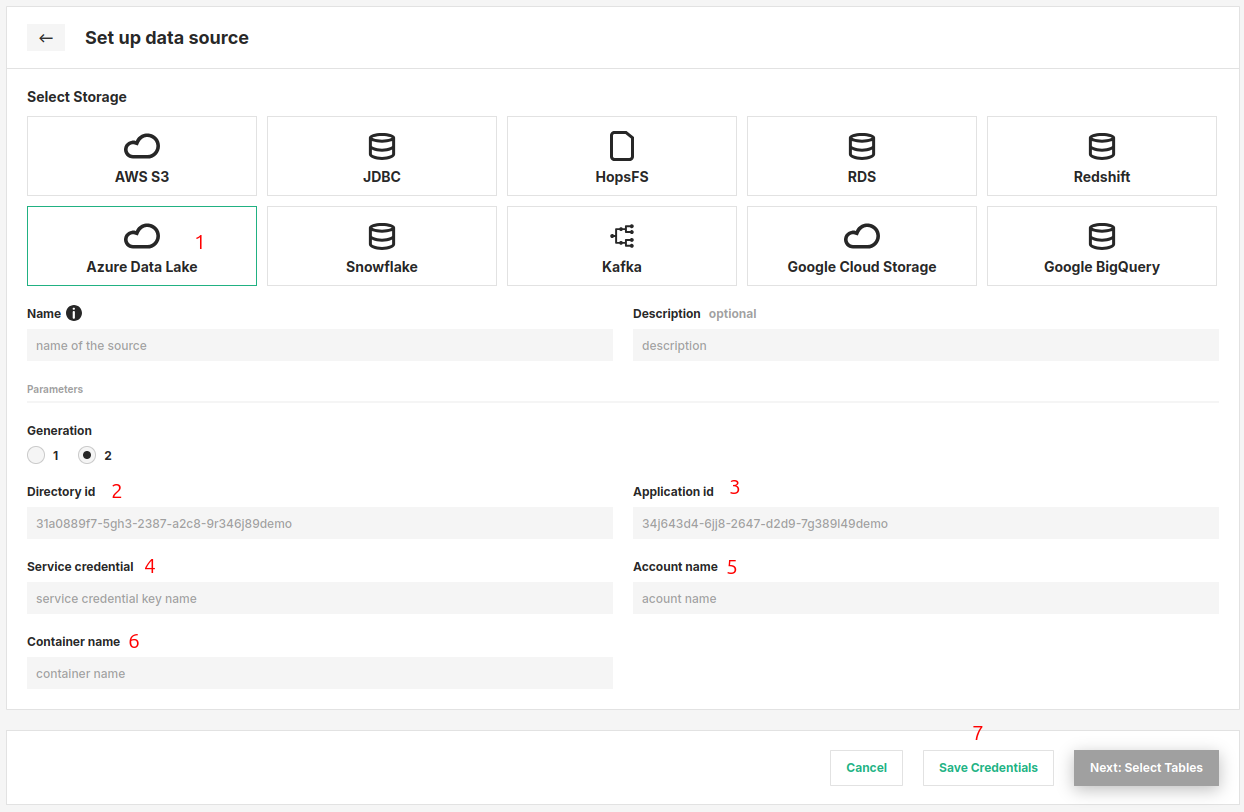 Set up data source
Select Storage
AWS S3
JDBC
HopsFS
RDS
Redshift
Azure Data Lake 1
Snowflake
Kafka
Google Cloud Storage
Google BigQuery
Name
Description optional
name of the source
description
Parameters
Generation
1 2
Directory id 2
Application id 3
31a0889f7-5gh3-2387-a2c8-9r346j89demo
34j643d4-6jj8-2647-d2d9-7g389l49demo
Service credential 4
Account name 5
service credential key name
acount name
Container name 6
container name
7
Cancel
Save Credentials
Next: Select Tables